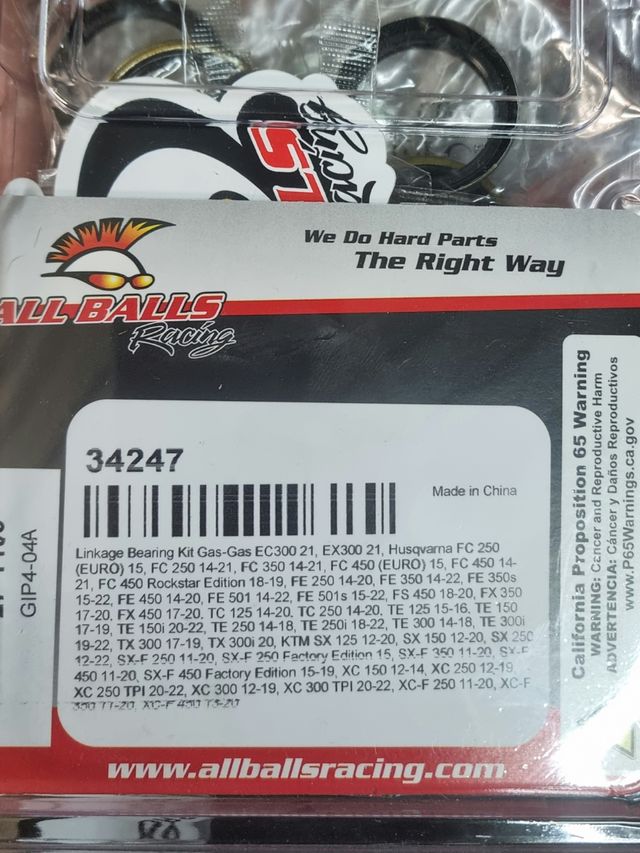 Racing
We Do Hard Parts
The Right Way
ALL BALLS
Racing
34247
Made in China
Linkage Bearing Kit Gas-Gas EC300 21, EX300 21, Husqvarna FC 250
(EURO) 15, FC 250 14-21, FC 350 14-21, FC 450 (EURO) 15, FC 450 14-
21, FC 450 Rockstar Edition 18-19, FE 250 14-20, FE 350 14-22, FE 350s
15-22, FE 450 14-20, FE 501 14-22, FE 501s 15-22, FS 450 18-20, FX 350
17-20, FX 450 17-20, TC 125 14-20, TC 250 14-20, TE 125 15-16, TE 150
17-19, TE 150i 20-22, TE 250 14-18, TE 250i 18-22, TE 300 14-18, TE 300i
19-22, TX 300 17-19, TX 300i 20, KTM SX 125 12-20, SX 150 12-20, SX 250
12-22, SX-F 250 11-20, SX-F 250 Factory Edition 15, SX-F 350 11-20, SX-F
450 11-20, SX-F 450 Factory Edition 15-19, XC 150 12-14, XC 250 12-19,
XC 250 TPI 20-22, XC 300 12-19, XC 300 TPI 20-22, XC-F 250 11-20, XC-F
350 11-20, XC-F 450 13-20
www.allballsracing.com
GIP4-04A
California Proposition 65 Warning
WARNING: Cancer and Reproductive Harm
ADVERTENCIA: Cáncer y Daños Reproductivos
www.P65Warnings.ca.gov